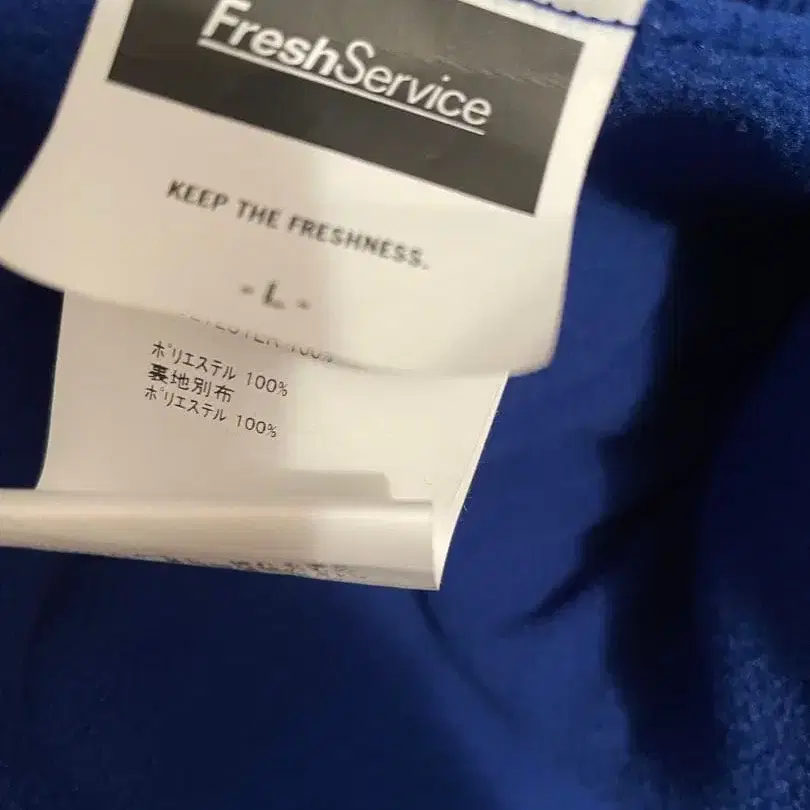 FreshService
KEEP THE FRESHNESS.
- L -
100%
ポリエステル 100%
裏地別布
ポリエステル 100%